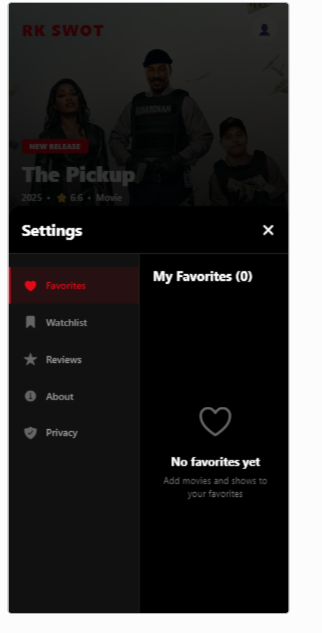 RK SWOT
GUARDIAN
NEW RELEASE
The Pickup
2025 • 6.6 • Movie
Settings
Favorites
My Favorites (0)
Watchlist
Reviews
About
Privacy
No favorites yet
Add movies and shows to
your favorites